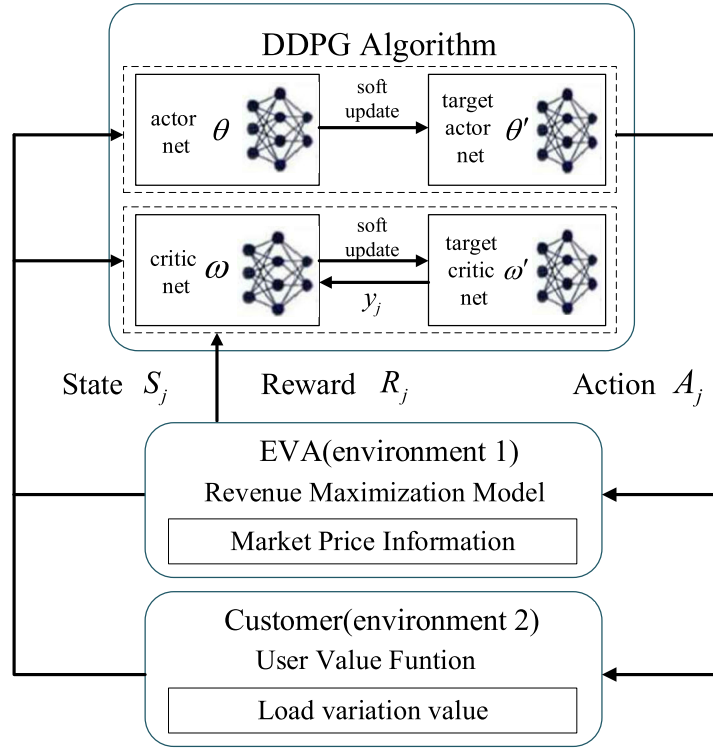 DDPG Algorithm
actor
net
θ
soft
update
target
actor
net
θ'
critic
net
ω
soft
update
y_j
target
critic
net
ω'
State S_j
Reward R_j
Action A_j
EVA(environment 1)
Revenue Maximization Model
Market Price Information
Customer(environment 2)
User Value Funtion
Load variation value